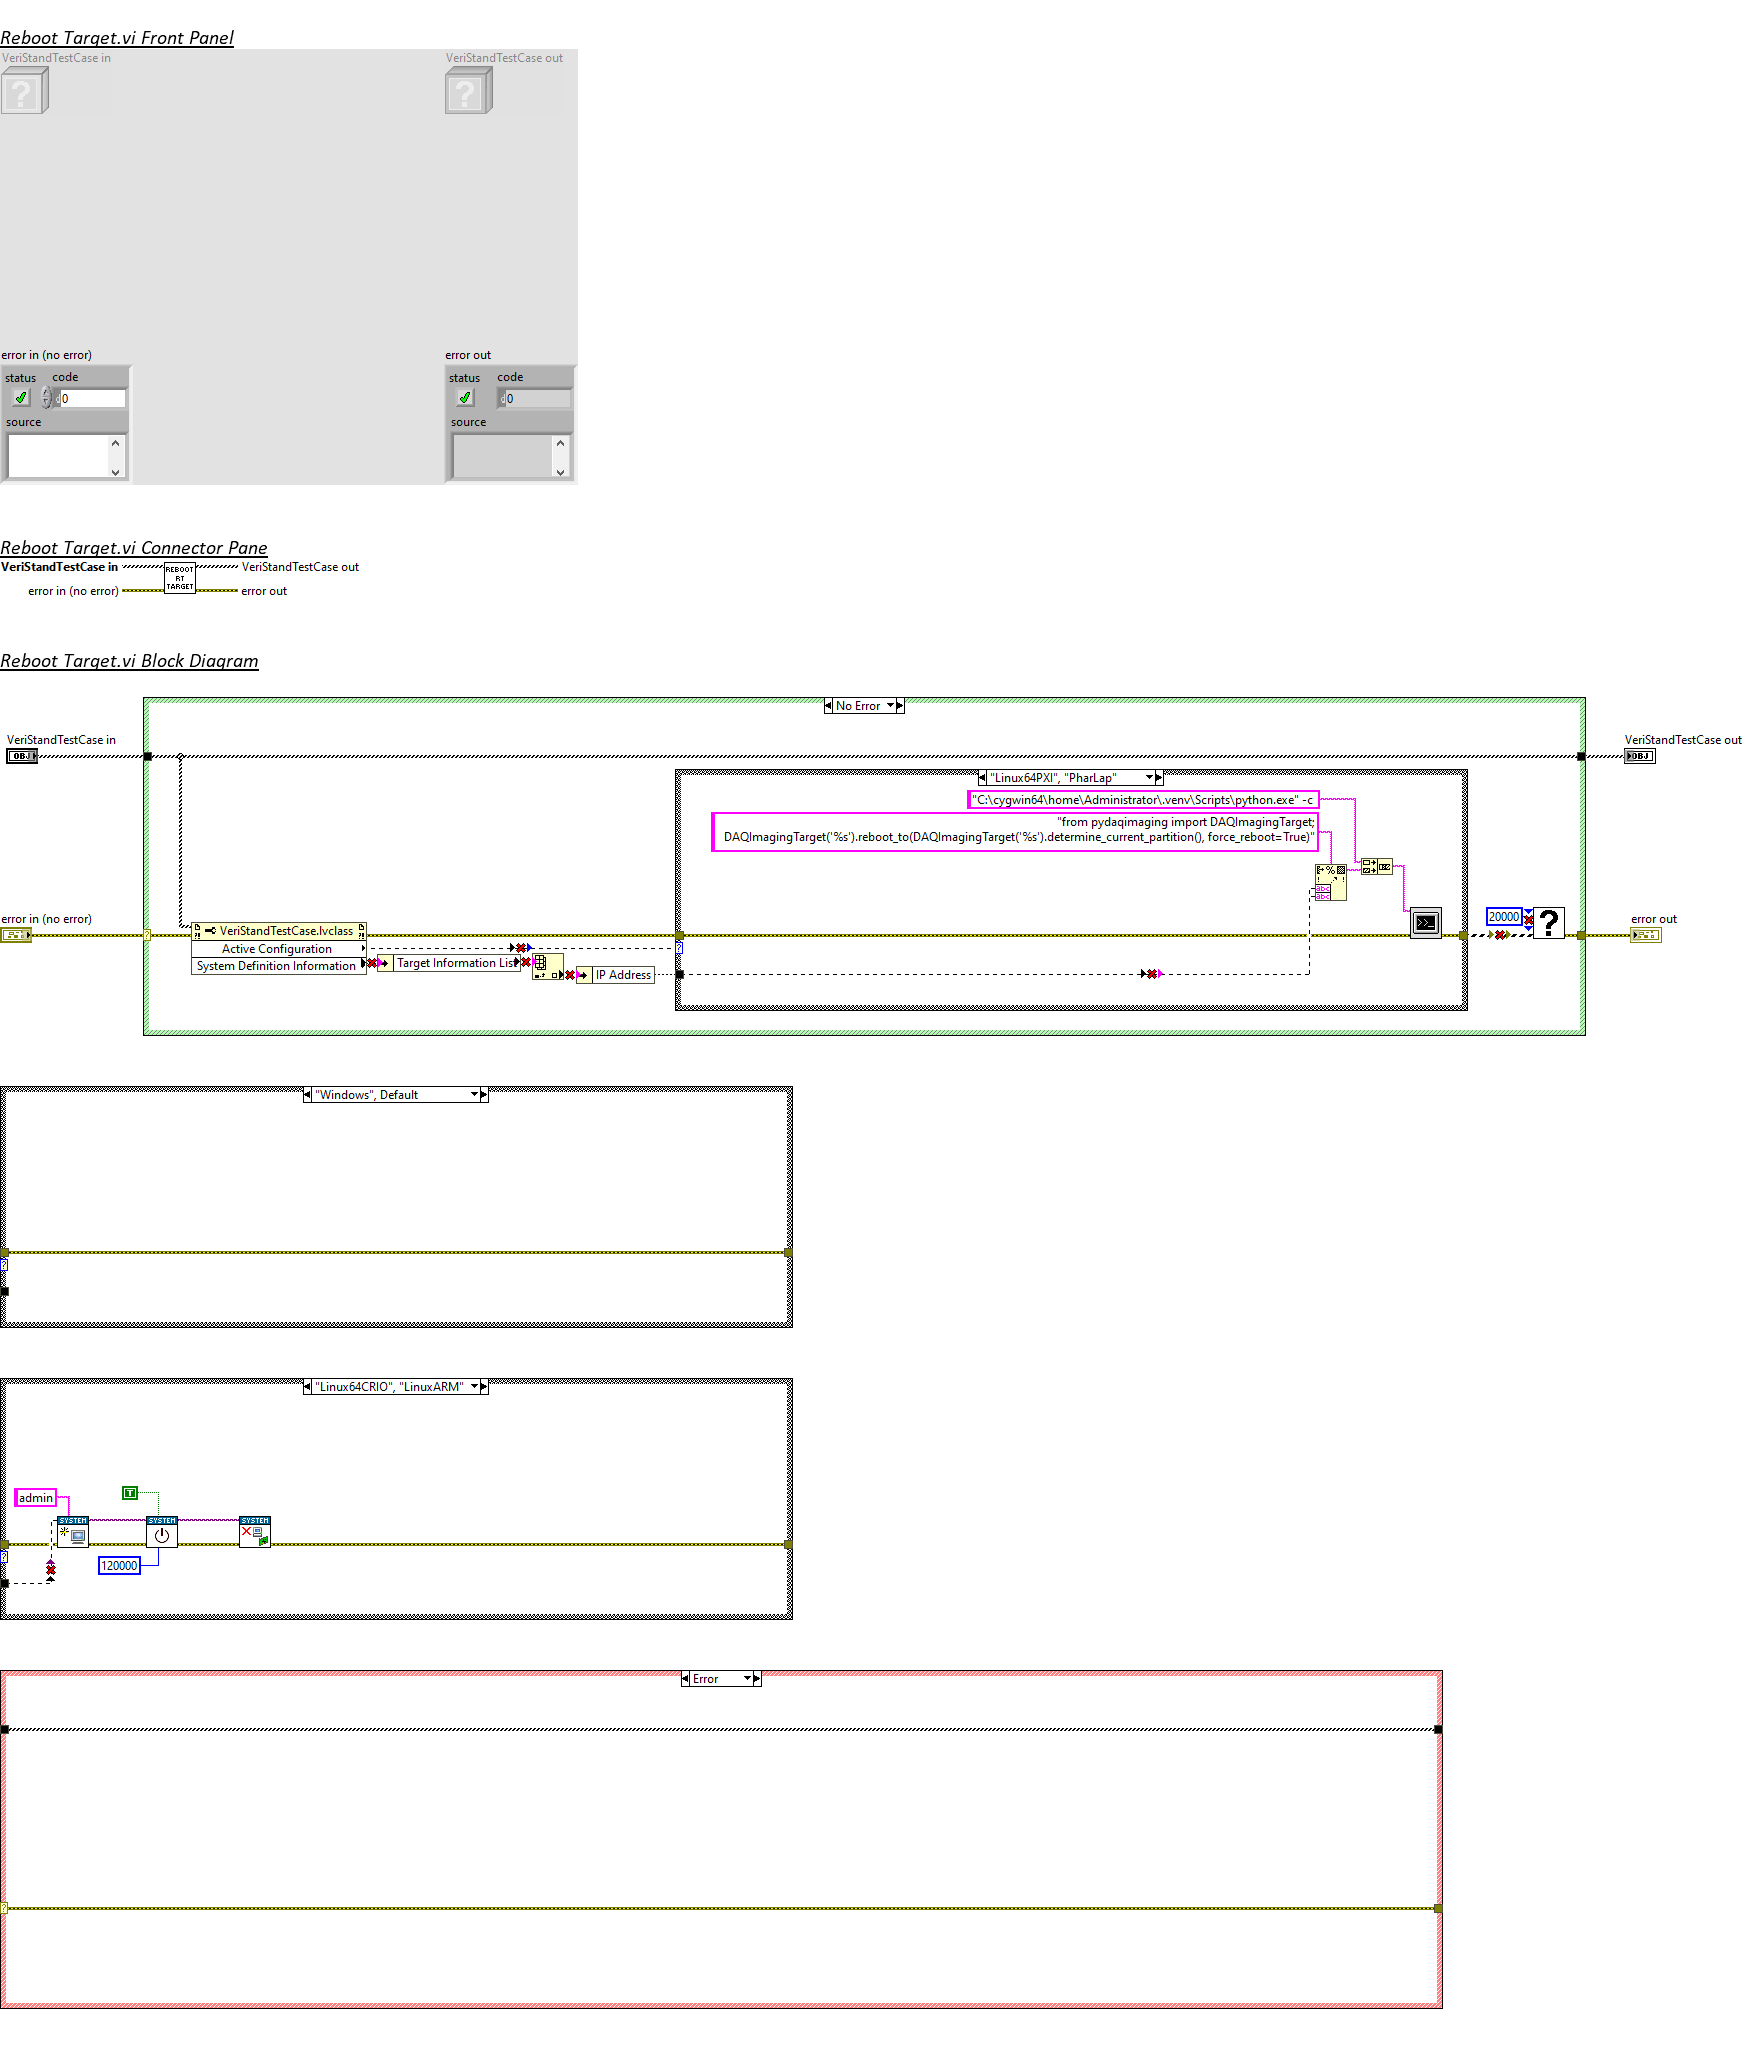 Reboot Target.vi Front Panel
VeriStandTestCase in
VeriStandTestCase out
?
?
error in (no error)
error out
status
code
status
code
0
0
source
source
Reboot Target.vi Connector Pane
VeriStandTestCase in
REBOOT
RT
TARGET
VeriStandTestCase out
error in (no error)
error out
Reboot Target.vi Block Diagram
No Error
VeriStandTestCase in
OBJ
VeriStandTestCase out
OBJ
"Linux64PXI", "PharLap"
"C:\cygwin64\home\Administrator\.venv\Scripts\python.exe" -c
"from pydaqimaging import DAQImagingTarget;
DAQImagingTarget('%s').reboot_to(DAQImagingTarget('%s').determine_current_partition(), force_reboot=True)"
abc
abc
error in (no error)
VeriStandTestCase.lvclass
Active Configuration
System Definition Information
Target Information List
IP Address
20000
?
error out
"Windows", Default
?
"Linux64CRIO", "LinuxARM"
admin
T
SYSTEM
SYSTEM
SYSTEM
?
120000
Error
?